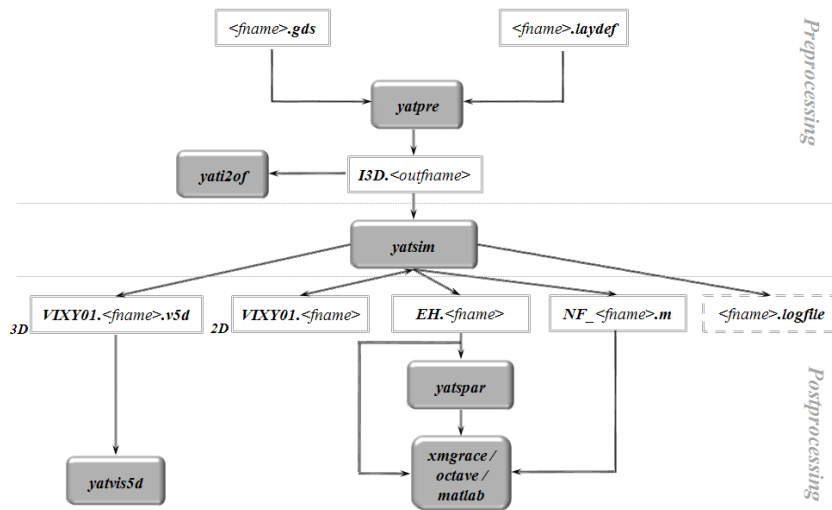 <fname>.gds
<fname>.laydef
Preprocessing
yatpre
yati2of
I3D.<outfname>
yatsim
3D
VIXY01.<fname>.v5d
2D
VIXY01.<fname>
EH.<fname>
NF_<fname>.m
<fname>.logfile
Postprocessing
yatspar
yatvis5d
xmgrace /
octave /
matlab